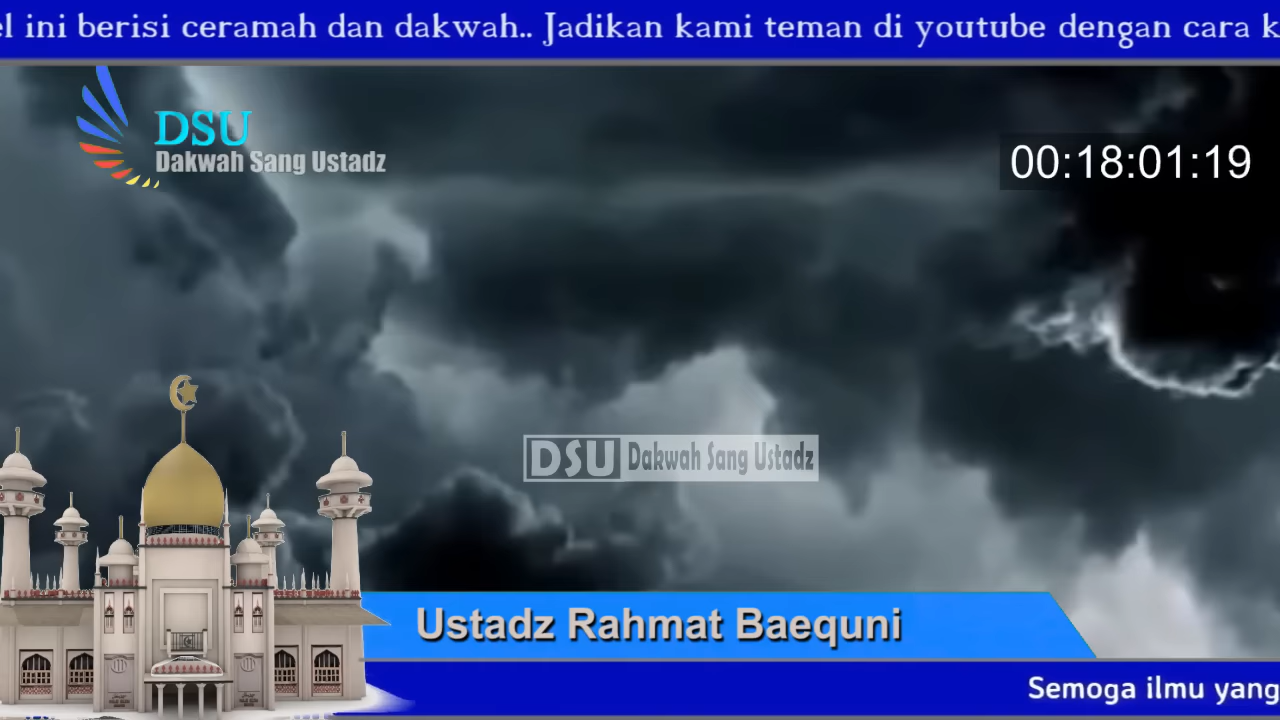 ini berisi ceramah dan dakwah.. Jadikan kami teman di youtube dengan cara
DSU
Dakwah Sang Ustadz
00:18:01:19
DSU Dakwah Sang Ustadz
Ustadz Rahmat Baequni
Semoga ilmu yang